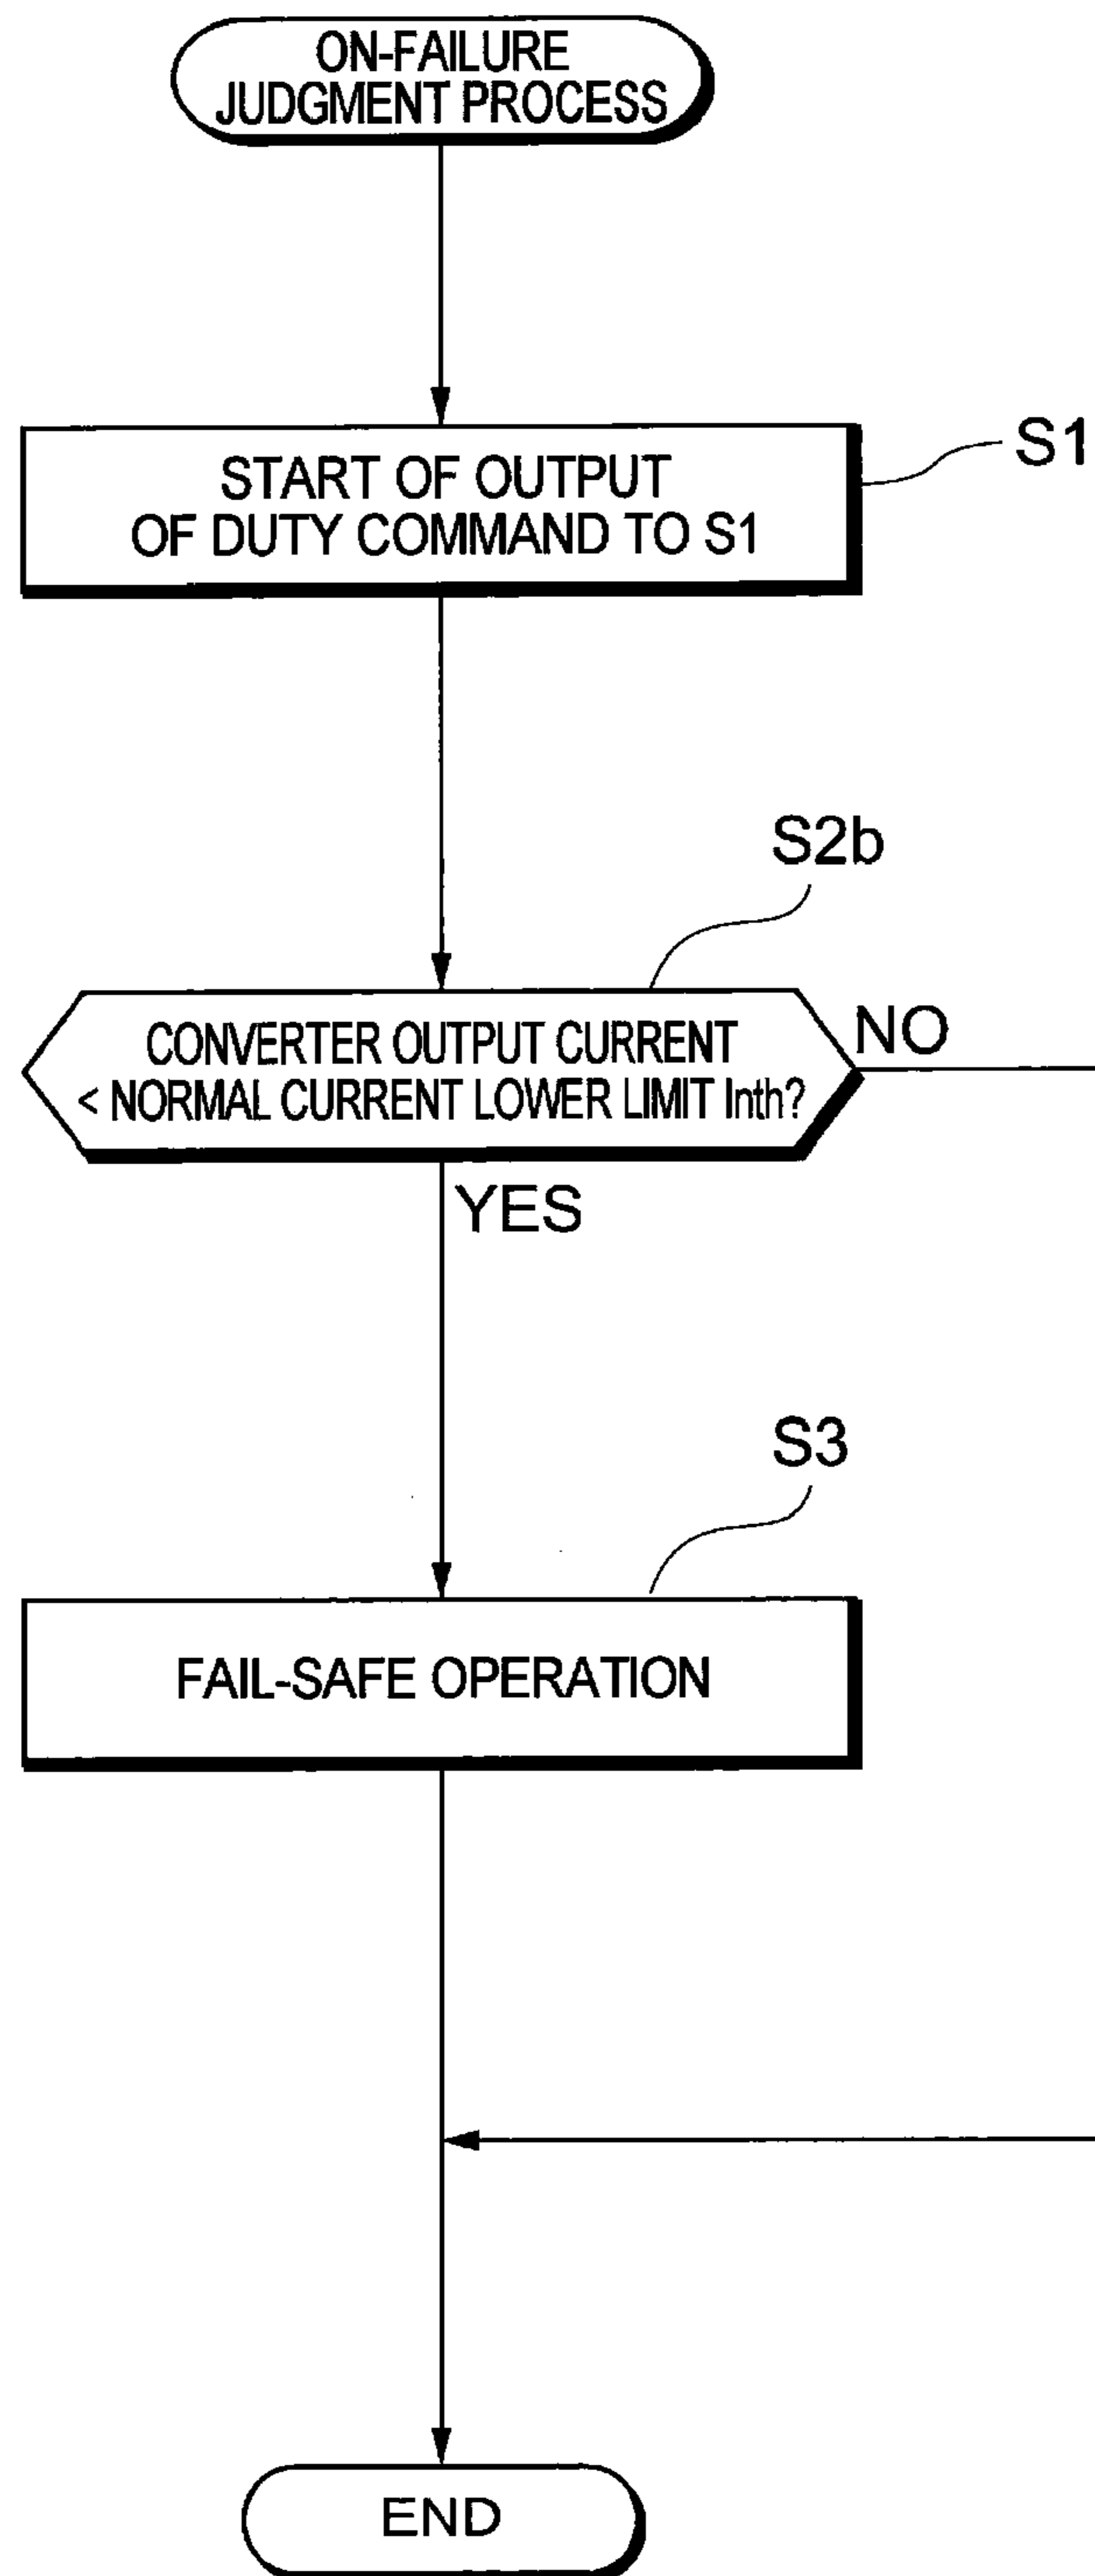 ON-FAILURE
JUDGMENT PROCESS
START OF OUTPUT
OF DUTY COMMAND TO S1
S1
S2b
CONVERTER OUTPUT CURRENT
< NORMAL CURRENT LOWER LIMIT Inth?
NO
YES
S3
FAIL-SAFE OPERATION
END